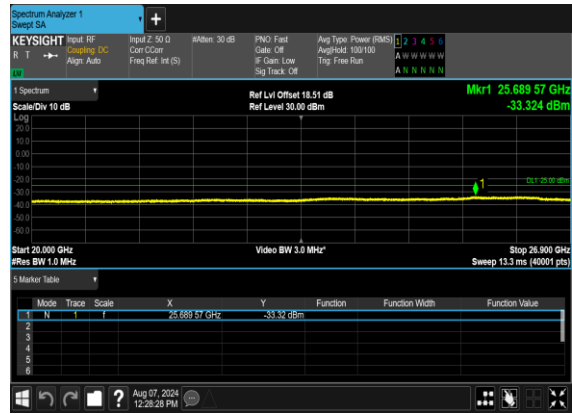 Spectrum Analyzer 1
Swept SA
+
KEYSIGHT Input: RF Input Z: 50 Ω #Atten: 30 dB PNO: Fast Avg Type: Power (RMS) 1 2 3 4 5 6
R T Coupling: DC Corr CCorr Gate: Off Avg|Hold: 100/100 A W W W W W
Align: Auto Freq Ref: Int (S) IF Gain: Low Trig: Free Run
Sig Track: Off A N N N N N
1 Spectrum Ref Lvl Offset 18.51 dB Mkr1 25.689 57 GHz
Scale/Div 10 dB Ref Level 30.00 dBm -33.324 dBm
Log
20.0
10.0
0.00
-10.0
-20.0
-30.0
-40.0
-50.0
-60.0
1
DL1 -25.00 dBm
Start 20.000 GHz Video BW 3.0 MHz* Stop 26.900 GHz
#Res BW 1.0 MHz Sweep 13.3 ms (40001 pts)
5 Marker Table
Mode Trace Scale X Y Function Function Width Function Value
1 N 1 f 25.689 57 GHz -33.32 dBm
2
3
4
5
6
? Aug 07, 2024
12:28:28 PM